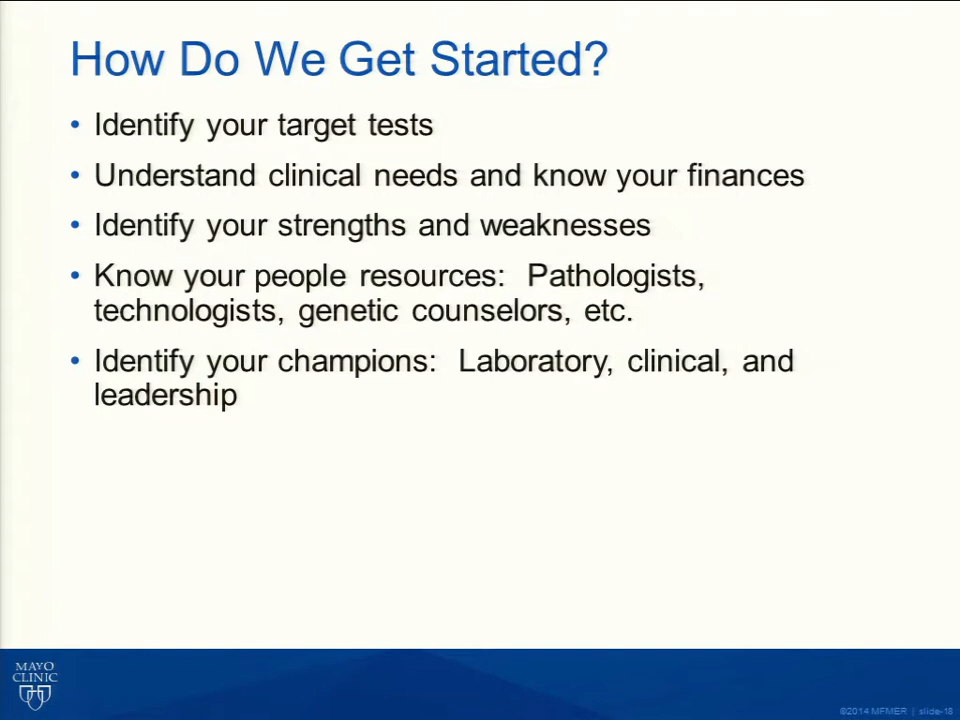 How Do We Get Started?
• Identify your target tests
• Understand clinical needs and know your finances
• Identify your strengths and weaknesses
• Know your people resources:  Pathologists,
technologists, genetic counselors, etc.
• Identify your champions:  Laboratory, clinical, and
leadership
MAYO
CLINIC
©2014 MFMER | slide-18